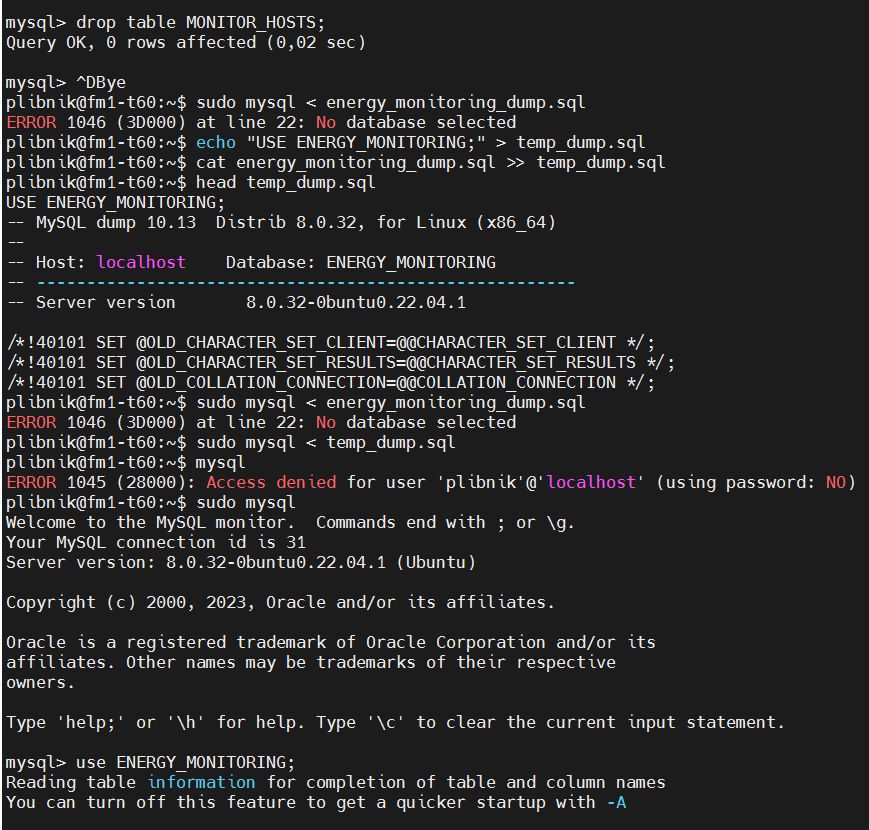 mysql> drop table MONITOR_HOSTS;
Query OK, 0 rows affected (0,02 sec)
mysql> ^DBye
plibnik@fm1-t60:~$ sudo mysql < energy_monitoring_dump.sql
ERROR 1046 (3D000) at line 22: No database selected
plibnik@fm1-t60:~$ echo "USE ENERGY_MONITORING;" > temp_dump.sql
plibnik@fm1-t60:~$ cat energy_monitoring_dump.sql >> temp_dump.sql
plibnik@fm1-t60:~$ head temp_dump.sql
USE ENERGY_MONITORING;
-- MySQL dump 10.13  Distrib 8.0.32, for Linux (x86_64)
--
-- Host: localhost    Database: ENERGY_MONITORING
-- ------------------------------------------------------
-- Server version       8.0.32-0buntu0.22.04.1
/*!40101 SET @OLD_CHARACTER_SET_CLIENT=@@CHARACTER_SET_CLIENT */;
/*!40101 SET @OLD_CHARACTER_SET_RESULTS=@@CHARACTER_SET_RESULTS */;
/*!40101 SET @OLD_COLLATION_CONNECTION=@@COLLATION_CONNECTION */;
plibnik@fm1-t60:~$ sudo mysql < energy_monitoring_dump.sql
ERROR 1046 (3D000) at line 22: No database selected
plibnik@fm1-t60:~$ sudo mysql < temp_dump.sql
plibnik@fm1-t60:~$ mysql
ERROR 1045 (28000): Access denied for user 'plibnik'@'localhost' (using password: NO)
plibnik@fm1-t60:~$ sudo mysql
Welcome to the MySQL monitor.  Commands end with ; or \g.
Your MySQL connection id is 31
Server version: 8.0.32-0buntu0.22.04.1 (Ubuntu)
Copyright (c) 2000, 2023, Oracle and/or its affiliates.
Oracle is a registered trademark of Oracle Corporation and/or its
affiliates. Other names may be trademarks of their respective
owners.
Type 'help;' or '\h' for help. Type '\c' to clear the current input statement.
mysql> use ENERGY_MONITORING;
Reading table information for completion of table and column names
You can turn off this feature to get a quicker startup with -A